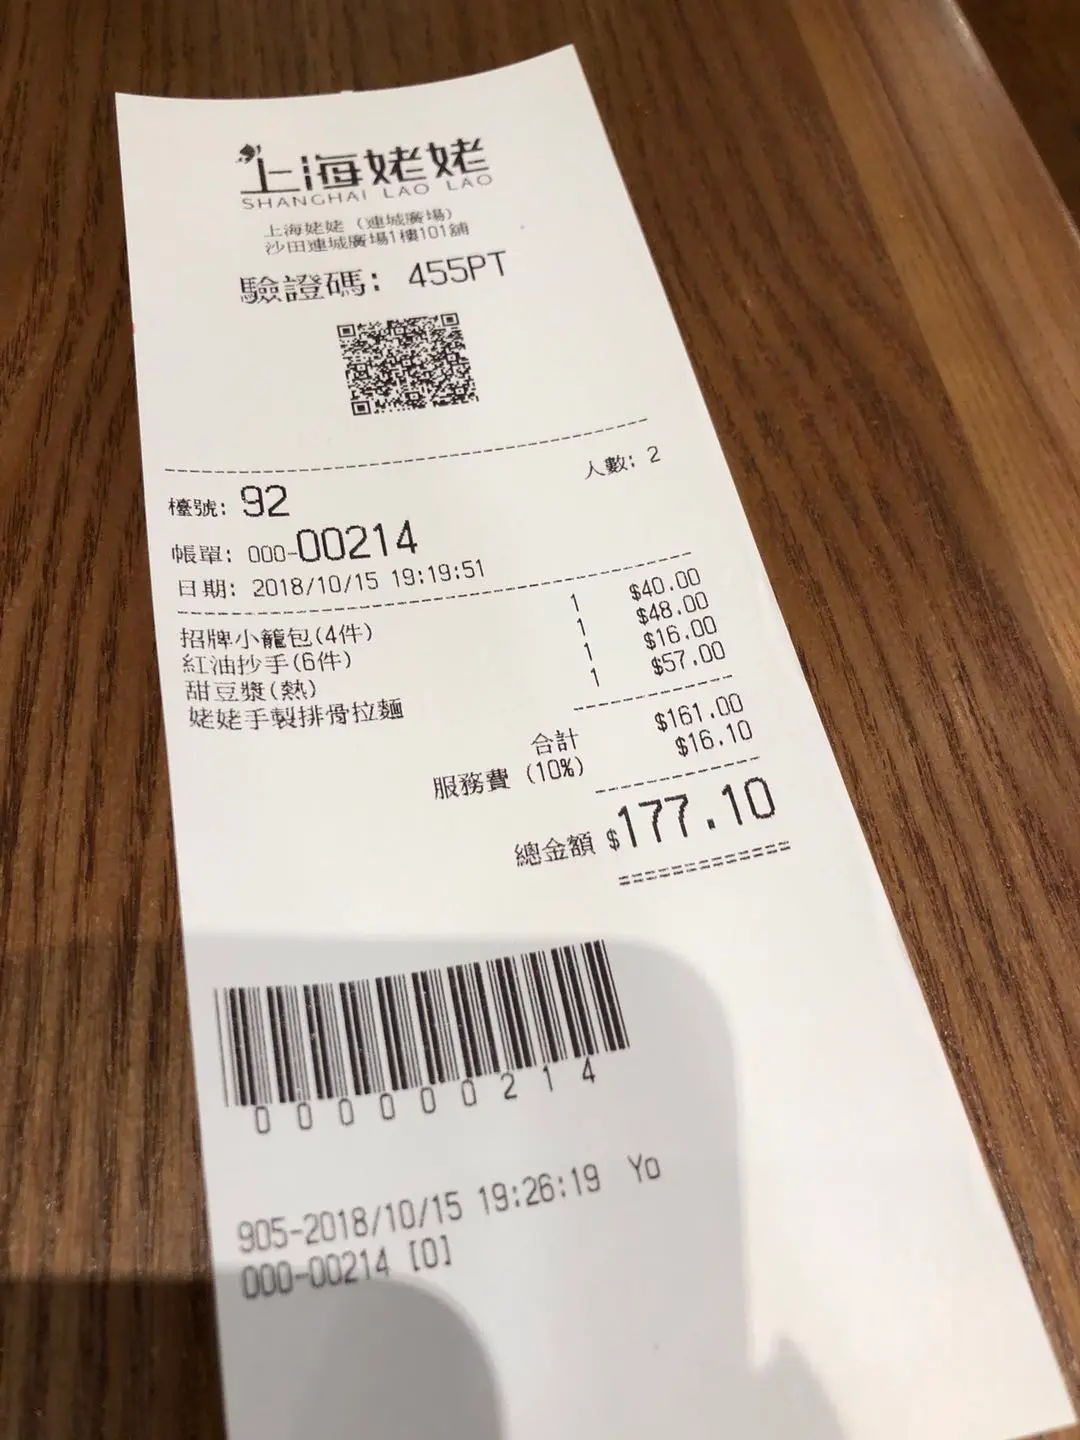 上海姥姥
SHANGHAI LAO LAO
上海姥姥 (連城廣場)
沙田連城廣場1樓101舖
驗證碼: 455PT
人數: 2
檯號: 92
帳單: 000-00214
日期: 2018/10/15 19:19:51
招牌小籠包(4件) 1 $40.00
紅油抄手(6件) 1 $48.00
甜豆漿(熱) 1 $16.00
姥姥手製排骨拉麵 1 $57.00
合計 $161.00
服務費 (10%) $16.10
總金額 $177.10
000000214
905-2018/10/15 19:26:19 Yo
000-00214 [0]